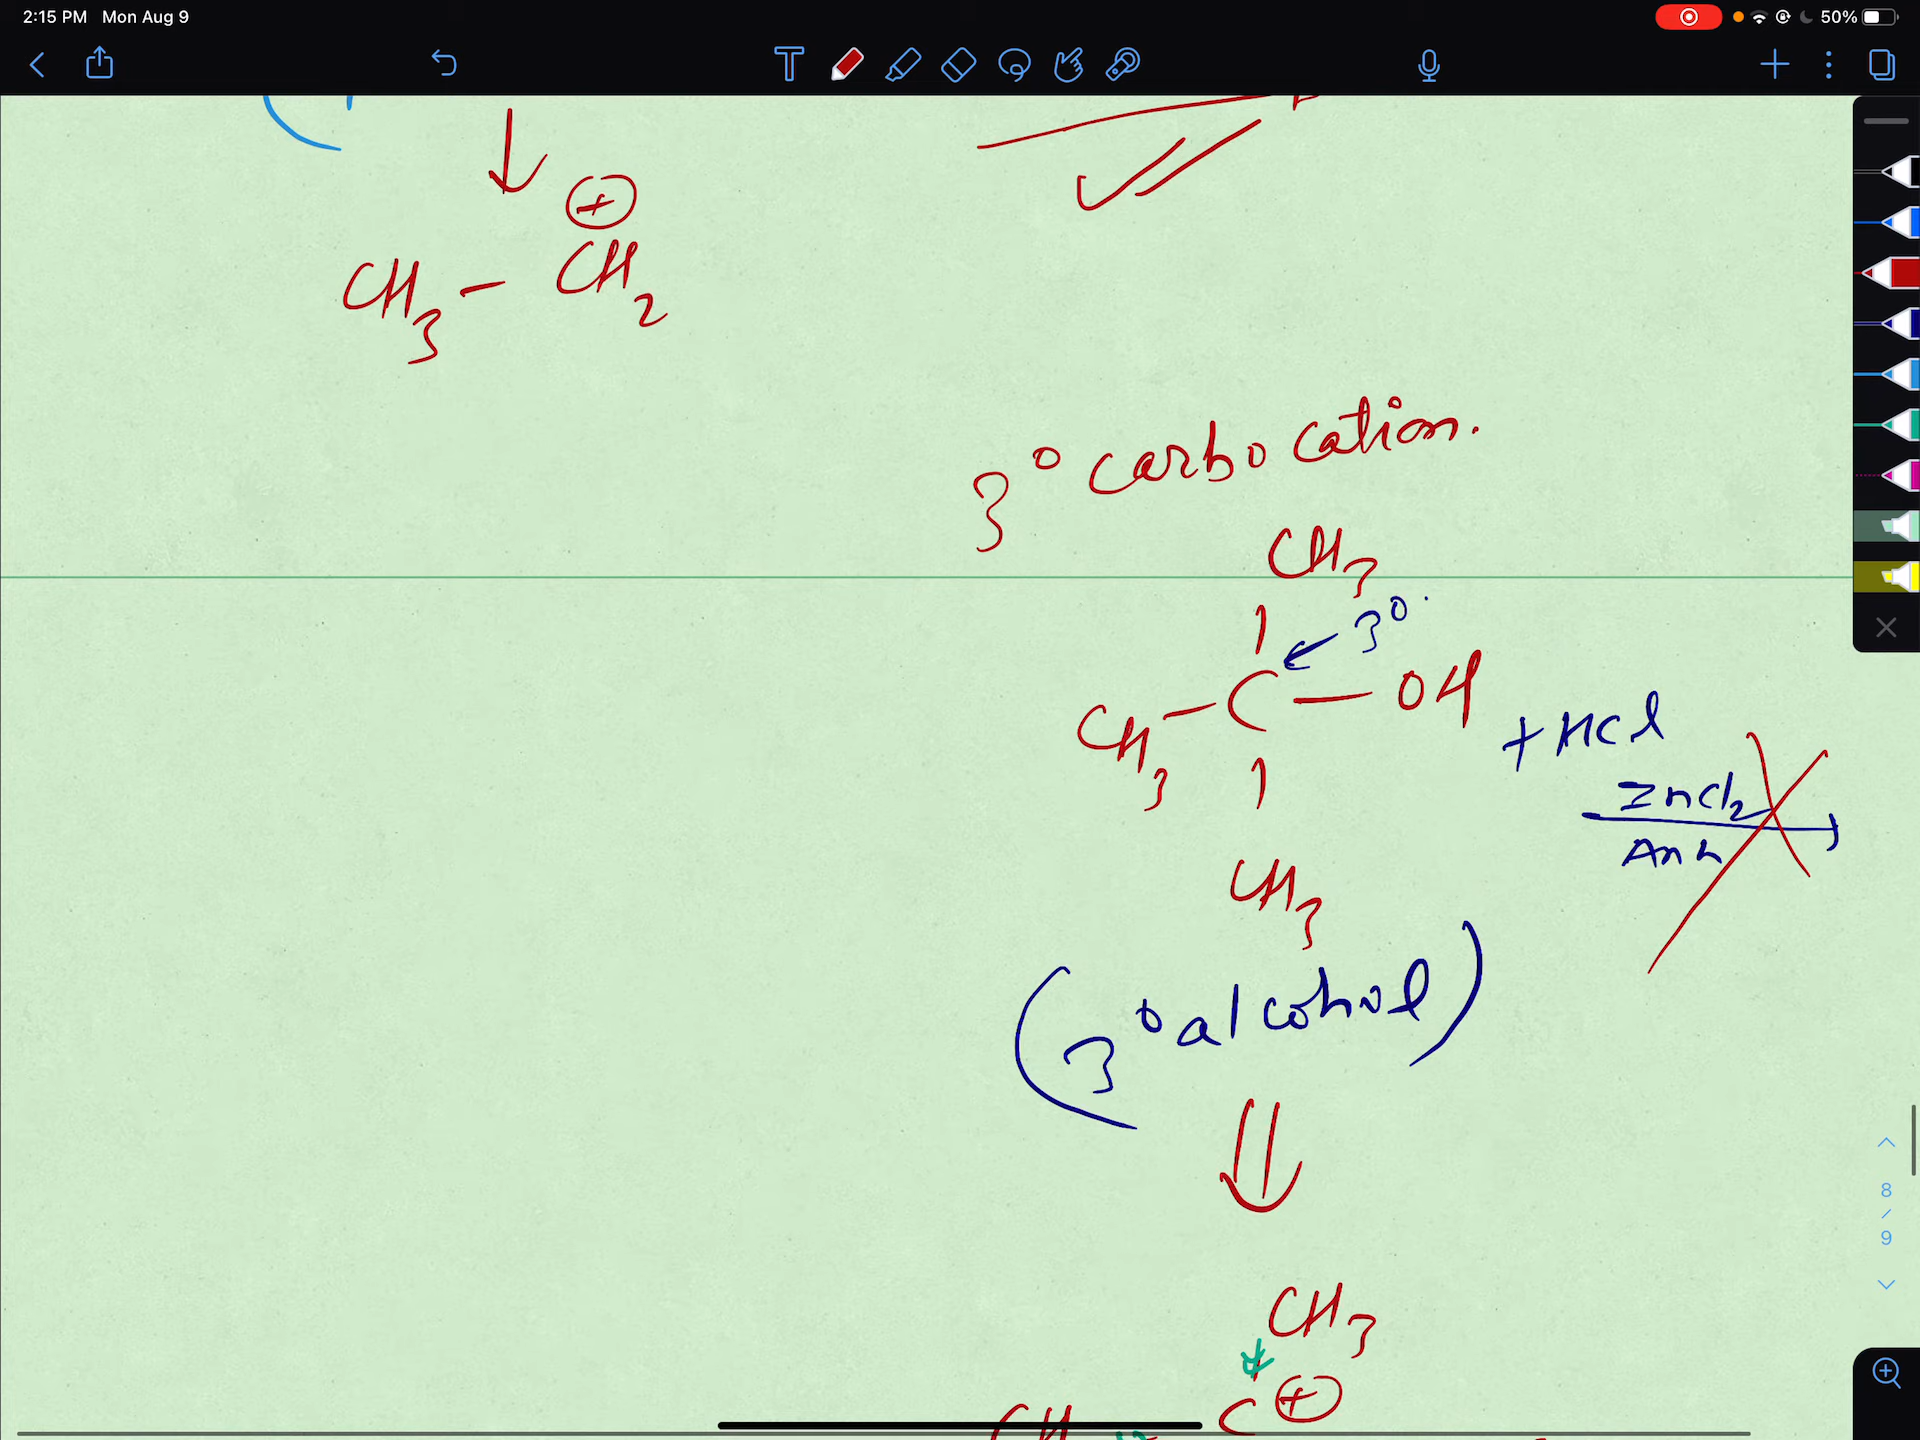 2:15 PM Mon Aug 9
50%
T
⊕
CH3 - CH2
3° carbocation.
CH3
3°
CH3 - C - OH
+ HCl
ZnCl2
Anh
CH3
(3° alcohol)
CH3
C ⊕
CH
8
/
9